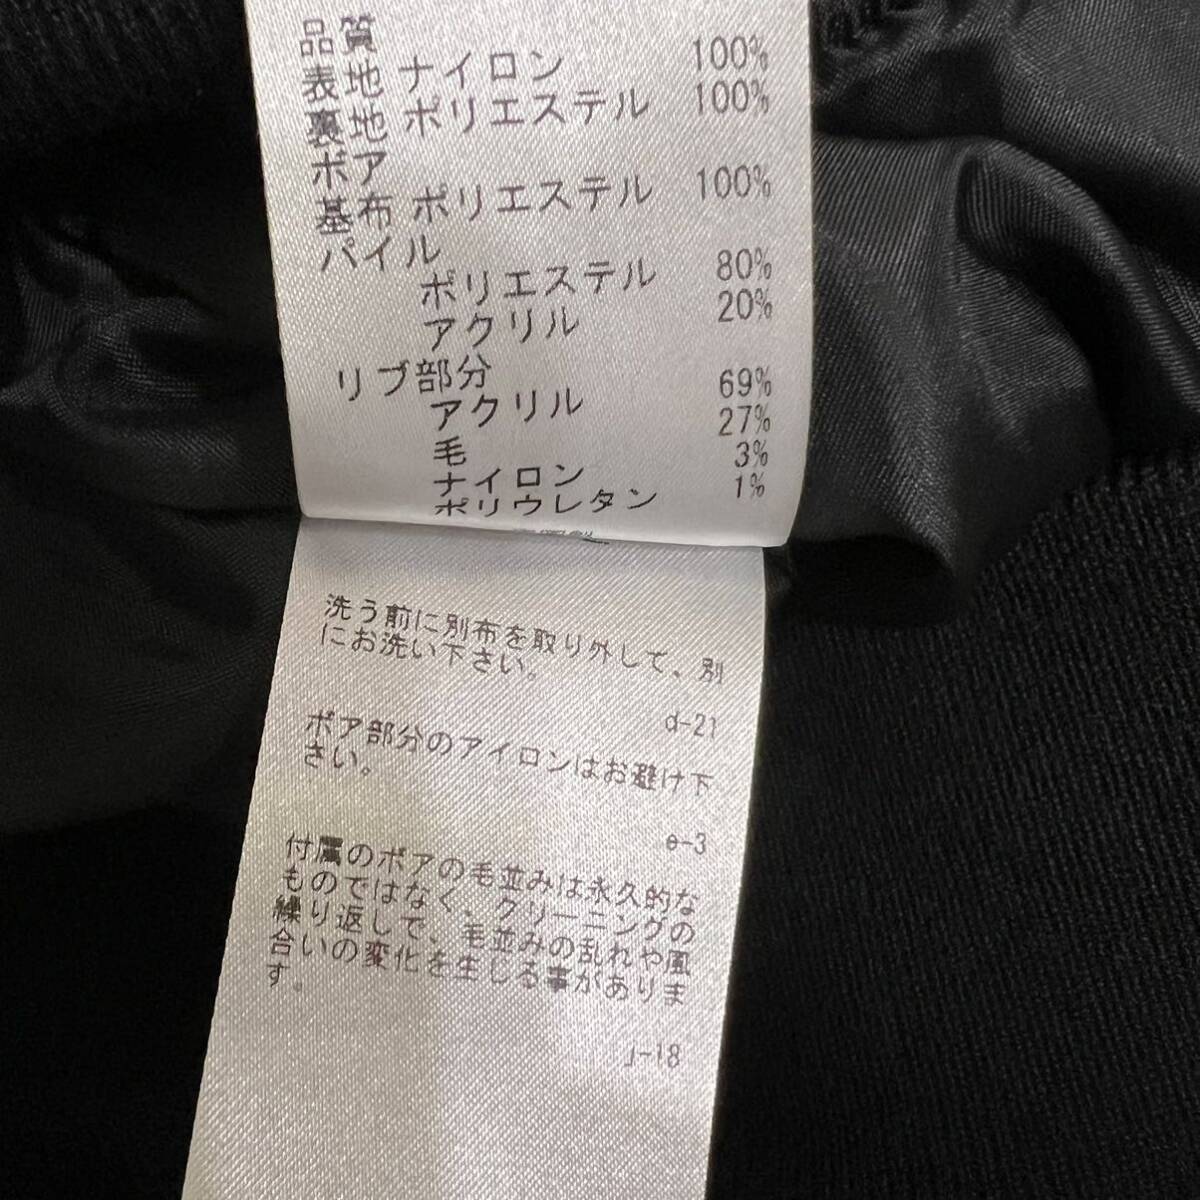 品質
表地 ナイロン 100%
裏地 ポリエステル 100%
ボア
基布 ポリエステル 100%
パイル
ポリエステル 80%
アクリル 20%
リブ部分
アクリル 69%
毛 27%
ナイロン 3%
ポリウレタン 1%
洗う前に別布を取り外して、別
にお洗い下さい。
d-21
ボア部分のアイロンはお避け下
さい。
e-3
付属のボアの毛並みは永久的な
ものではなく、クリーニングの
繰り返しで、毛並みの乱れや風
合いの変化を生じる事がありま
す。
j-18